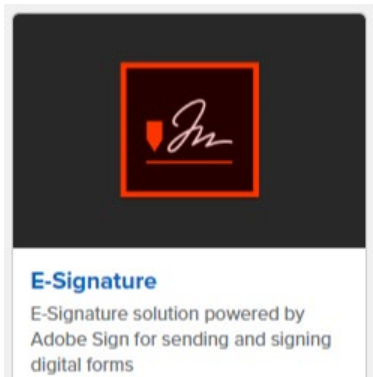 E-Signature
E-Signature solution powered by
Adobe Sign for sending and signing
digital forms